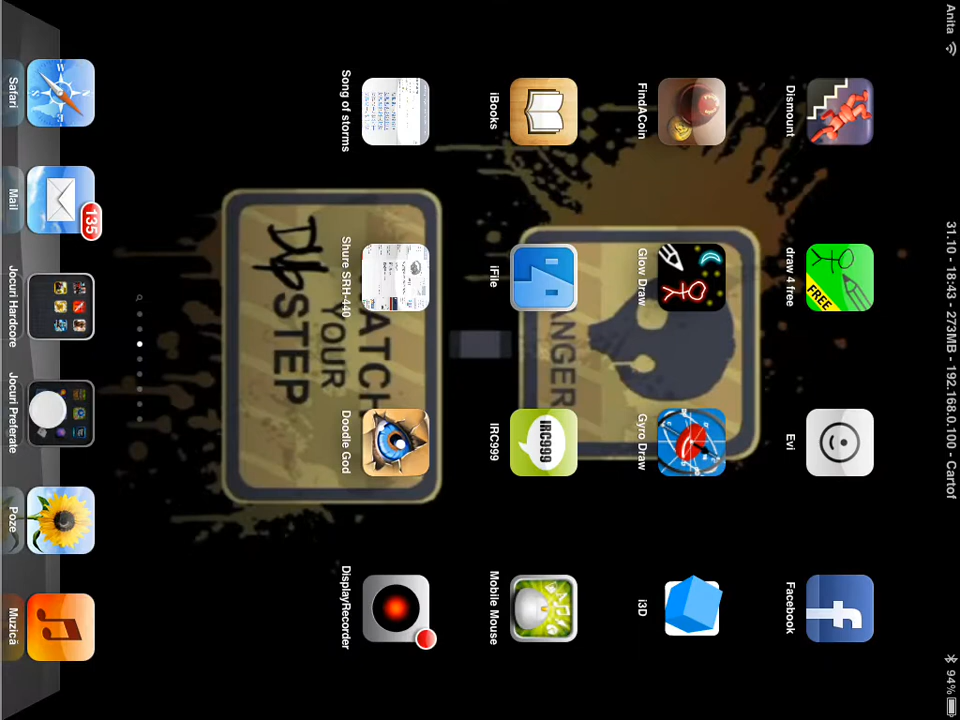 Anita 31.10 - 18:43 - 273MB - 192.168.0.100 - Cartof 94%
FREE
Dismount draw 4 free Evi Facebook
FindACoin Glow Draw Gyro Draw i3D
ANGER
IRC999
iBooks iFile IRC999 Mobile Mouse
ATCH
YOUR
DUbSTEP
Song of storms Shure SRH-440 Doodle God DisplayRecorder
135
Safari Mail Jocuri Hardcore Jocuri Preferate Poze Muzică